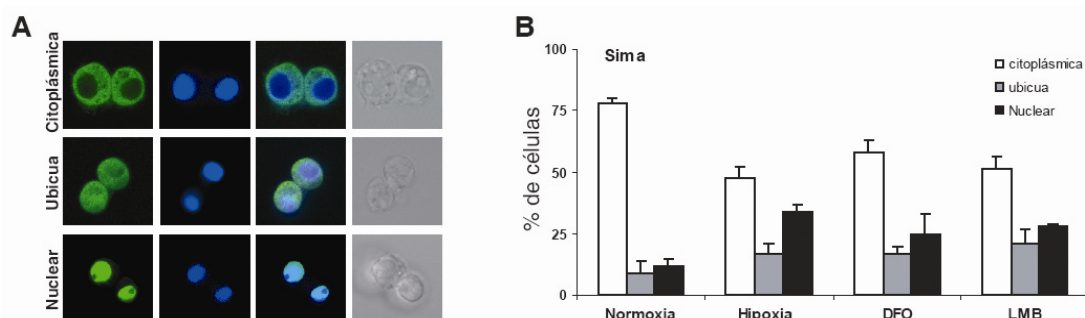 A
Citoplásmica
Ubicua
Nuclear
B
Sima
% de células
100
75
50
25
0
citoplásmica
ubicua
Nuclear
Normoxia
Hipoxia
DFO
LMB